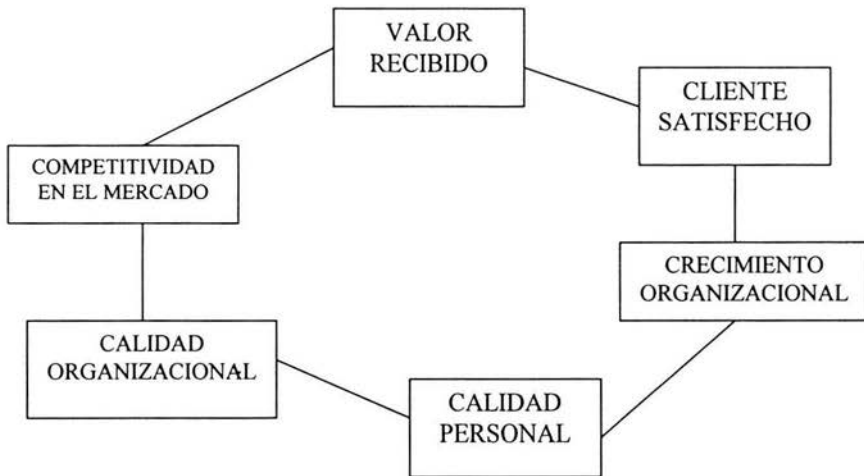 VALOR
RECIBIDO
CLIENTE
SATISFECHO
COMPETITIVIDAD
EN EL MERCADO
CRECIMIENTO
ORGANIZACIONAL
CALIDAD
ORGANIZACIONAL
CALIDAD
PERSONAL